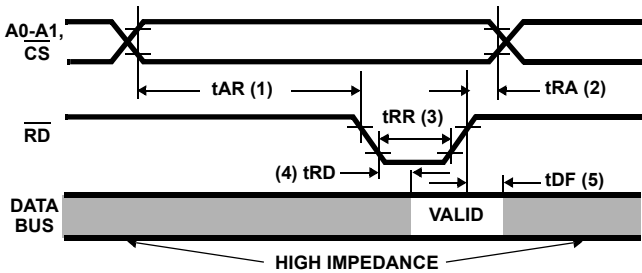 A0-A1,
CS
tAR (1)
tRA (2)
tRR (3)
RD
(4) tRD
tDF (5)
DATA
BUS
VALID
HIGH IMPEDANCE